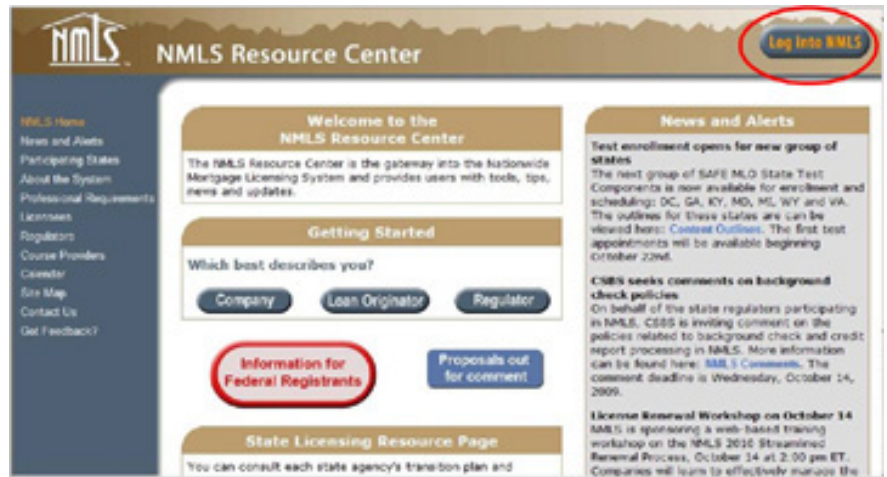 NMLS
NMLS Resource Center
Log into NMLS
NMLS Home
News and Alerts
Participating States
About the System
Professional Requirements
Licensees
Regulators
Course Providers
Calendar
Site Map
Contact Us
Got Feedback?
Welcome to the
NMLS Resource Center
The NMLS Resource Center is the gateway into the Nationwide
Mortgage Licensing System and provides users with tools, tips,
news and updates.
Getting Started
Which best describes you?
Company
Loan Originator
Regulator
Information for
Federal Registrants
Proposals out
for comment
State Licensing Resource Page
You can consult each state agency's transition plan and
News and Alerts
Test enrollment opens for new group of
states
The next group of SAFE MLO State Test
Components is now available for enrollment and
scheduling: DC, GA, KY, MD, MI, WY and VA.
The outlines for these states are can be
viewed here: Content Outlines. The first test
appointments will be available beginning
October 22nd.
CSBS seeks comments on background
check policies
On behalf of the state regulators participating
in NMLS, CSBS is inviting comment on the
policies related to background check and credit
report processing in NMLS. More information
can be found here: NMLS Comments. The
comment deadline is Wednesday, October 14,
2009.
License Renewal Workshop on October 14
NMLS is sponsoring a web-based training
workshop on the NMLS 2010 Streamlined
Renewal Process, October 14 at 2:00 pm ET.
Companies will learn to effectively manage the